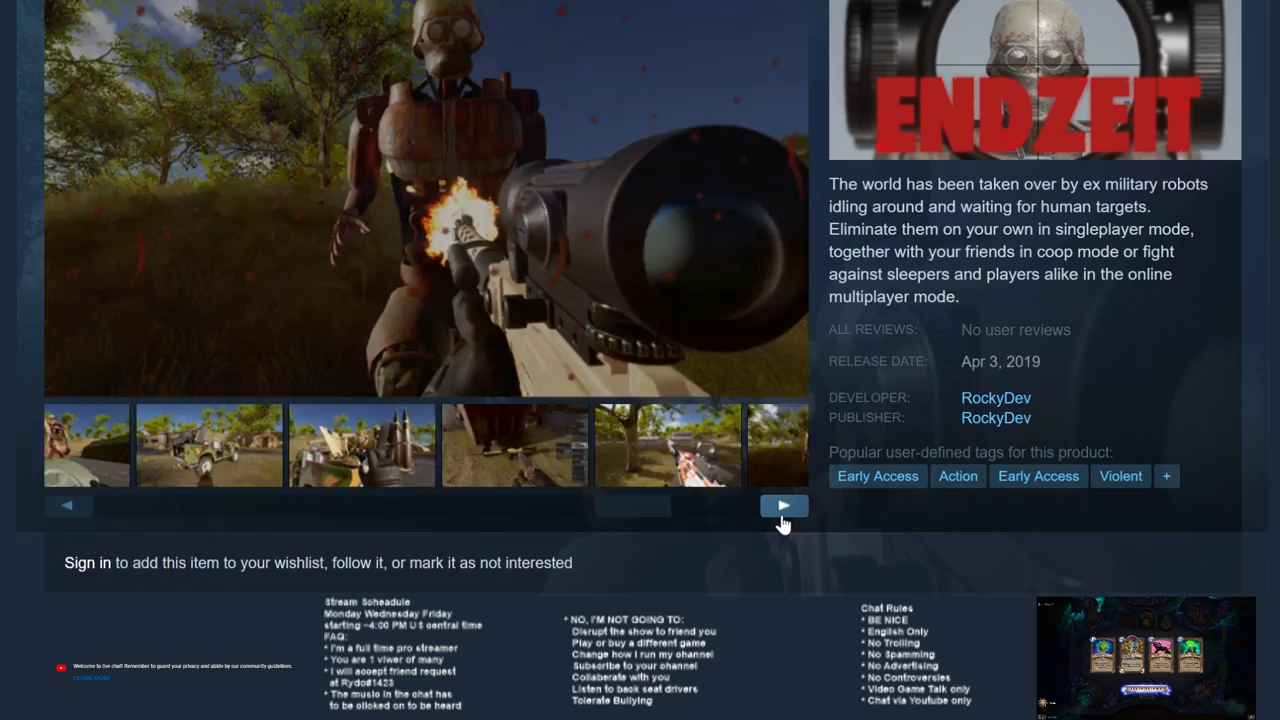 ENDZEIT
The world has been taken over by ex military robots
idling around and waiting for human targets.
Eliminate them on your own in singleplayer mode,
together with your friends in coop mode or fight
against sleepers and players alike in the online
multiplayer mode.
ALL REVIEWS: No user reviews
RELEASE DATE: Apr 3, 2019
DEVELOPER: RockyDev
PUBLISHER: RockyDev
Popular user-defined tags for this product:
Early Access Action Early Access Violent +
Sign in to add this item to your wishlist, follow it, or mark it as not interested
Welcome to live chat! Remember to guard your privacy and abide by our community guidelines.
LEARN MORE
Stream Scheadule
Monday Wednesday Friday
starting ~4:00 PM US central time
FAQ:
* I'm a full time pro streamer
* You are 1 viwer of many
* I will accept friend request
at Rydo#1423
* The music in the chat has
to be clicked on to be heard
* NO, I'M NOT GOING TO:
Disrupt the show to friend you
Play or buy a different game
Change how I run my channel
Subscribe to your channel
Collaberate with you
Listen to back seat drivers
Tolerate Bullying
Chat Rules
* BE NICE
* English Only
* No Trolling
* No Spamming
* No Advertising
* No Controversies
* Video Game Talk only
* Chat via Youtube only